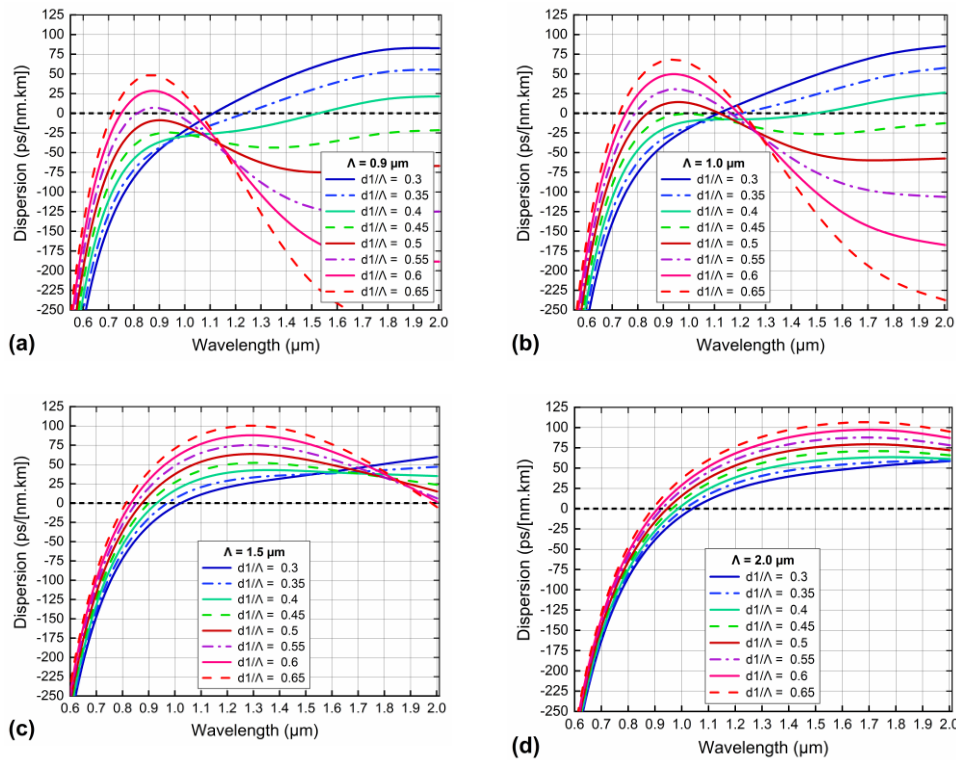 125
100
75
50
25
0
-25
-50
-75
-100
-125
-150
-175
-200
-225
-250
Dispersion (ps/[nm.km)
Λ = 0.9 µm
d1/Λ = 0.3
d1/Λ = 0.35
d1/Λ = 0.4
d1/Λ = 0.45
d1/Λ = 0.5
d1/Λ = 0.55
d1/Λ = 0.6
d1/Λ = 0.65
0.6 0.7 0.8 0.9 1.0 1.1 1.2 1.3 1.4 1.5 1.6 1.7 1.8 1.9 2.0
Wavelength (µm)
(a)
125
100
75
50
25
0
-25
-50
-75
-100
-125
-150
-175
-200
-225
-250
Dispersion (ps/[nm.km)
Λ = 1.0 µm
d1/Λ = 0.3
d1/Λ = 0.35
d1/Λ = 0.4
d1/Λ = 0.45
d1/Λ = 0.5
d1/Λ = 0.55
d1/Λ = 0.6
d1/Λ = 0.65
0.6 0.7 0.8 0.9 1.0 1.1 1.2 1.3 1.4 1.5 1.6 1.7 1.8 1.9 2.0
Wavelength (µm)
(b)
125
100
75
50
25
0
-25
-50
-75
-100
-125
-150
-175
-200
-225
-250
Dispersion (ps/[nm.km)
Λ = 1.5 µm
d1/Λ = 0.3
d1/Λ = 0.35
d1/Λ = 0.4
d1/Λ = 0.45
d1/Λ = 0.5
d1/Λ = 0.55
d1/Λ = 0.6
d1/Λ = 0.65
0.6 0.7 0.8 0.9 1.0 1.1 1.2 1.3 1.4 1.5 1.6 1.7 1.8 1.9 2.0
Wavelength (µm)
(c)
125
100
75
50
25
0
-25
-50
-75
-100
-125
-150
-175
-200
-225
-250
Dispersion (ps/[nm.km)
Λ = 2.0 µm
d1/Λ = 0.3
d1/Λ = 0.35
d1/Λ = 0.4
d1/Λ = 0.45
d1/Λ = 0.5
d1/Λ = 0.55
d1/Λ = 0.6
d1/Λ = 0.65
0.6 0.7 0.8 0.9 1.0 1.1 1.2 1.3 1.4 1.5 1.6 1.7 1.8 1.9 2.0
Wavelength (µm)
(d)